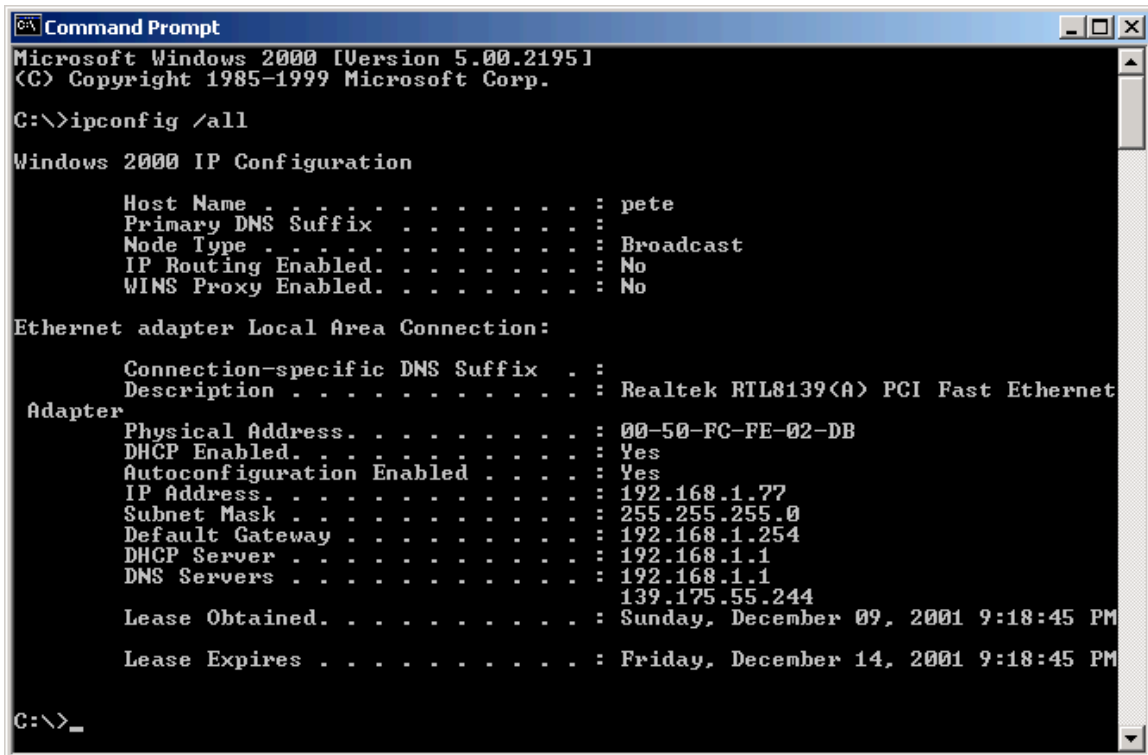 Command Prompt
Microsoft Windows 2000 [Version 5.00.2195]
(C) Copyright 1985-1999 Microsoft Corp.
C:\>ipconfig /all
Windows 2000 IP Configuration
Host Name . . . . . . . . . . . . : pete
Primary DNS Suffix . . . . . . . :
Node Type . . . . . . . . . . . . : Broadcast
IP Routing Enabled. . . . . . . . : No
WINS Proxy Enabled. . . . . . . . : No
Ethernet adapter Local Area Connection:
Connection-specific DNS Suffix . :
Description . . . . . . . . . . . : Realtek RTL8139(A) PCI Fast Ethernet
Adapter
Physical Address. . . . . . . . . : 00-50-FC-FE-02-DB
DHCP Enabled. . . . . . . . . . . : Yes
Autoconfiguration Enabled . . . . : Yes
IP Address. . . . . . . . . . . . : 192.168.1.77
Subnet Mask . . . . . . . . . . . : 255.255.255.0
Default Gateway . . . . . . . . . : 192.168.1.254
DHCP Server . . . . . . . . . . . : 192.168.1.1
DNS Servers . . . . . . . . . . . : 192.168.1.1
139.175.55.244
Lease Obtained. . . . . . . . . . : Sunday, December 09, 2001 9:18:45 PM
Lease Expires . . . . . . . . . . : Friday, December 14, 2001 9:18:45 PM
C:\>_